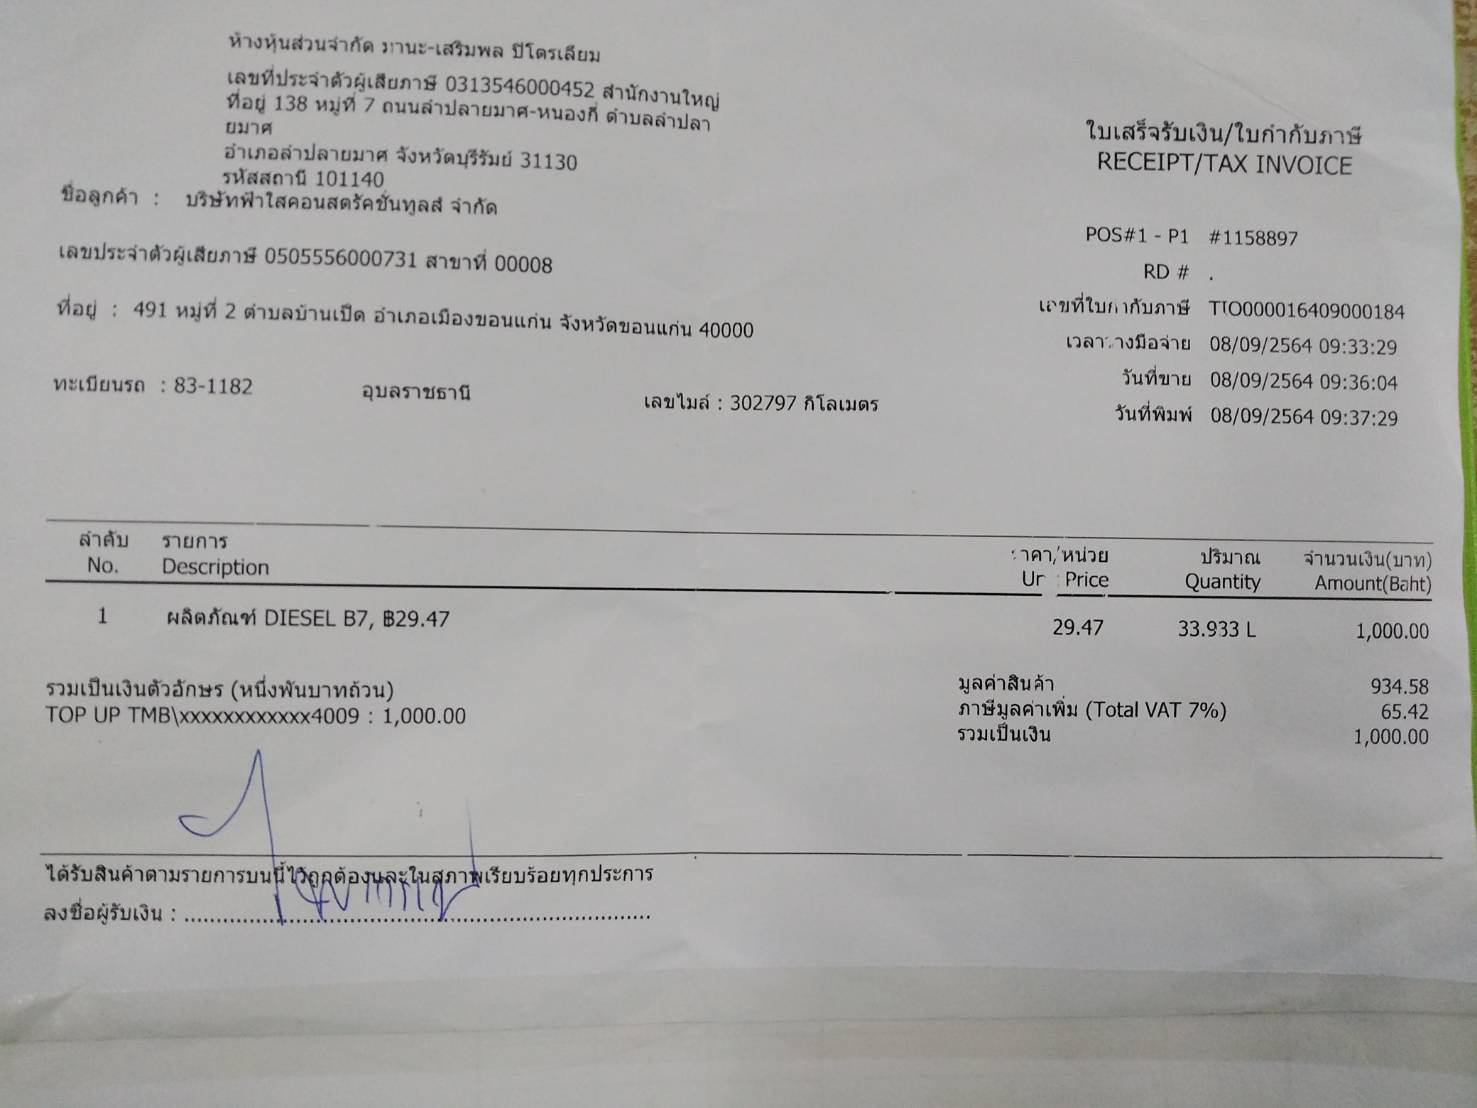 ห้างหุ้นส่วนจำกัด มานะ-เสริมพล ปิโตรเลียม
เลขที่ประจำตัวผู้เสียภาษี 0313546000452 สำนักงานใหญ่
ที่อยู่ 138 หมู่ที่ 7 ถนนลำปลายมาศ-หนองกี่ ตำบลลำปลา
ยมาศ
อำเภอลำปลายมาศ จังหวัดบุรีรัมย์ 31130
รหัสสถานี 101140
ใบเสร็จรับเงิน/ใบกำกับภาษี
RECEIPT/TAX INVOICE
ชื่อลูกค้า : บริษัทฟ้าใสคอนสตรัคชั่นทูลส์ จำกัด
เลขประจำตัวผู้เสียภาษี 0505556000731 สาขาที่ 00008
ที่อยู่ : 491 หมู่ที่ 2 ตำบลบ้านเป็ด อำเภอเมืองขอนแก่น จังหวัดขอนแก่น 40000
ทะเบียนรถ : 83-1182 อุบลราชธานี เลขไมล์ : 302797 กิโลเมตร
POS#1 - P1 #1158897
RD # .
เลขที่ใบกำกับภาษี TIO000016409000184
เวลาวางมือจ่าย 08/09/2564 09:33:29
วันที่ขาย 08/09/2564 09:36:04
วันที่พิมพ์ 08/09/2564 09:37:29
ลำดับ รายการ ราคา/หน่วย ปริมาณ จำนวนเงิน(บาท)
No. Description Unit Price Quantity Amount(Baht)
1 ผลิตภัณฑ์ DIESEL B7, ฿29.47 29.47 33.933 L 1,000.00
รวมเป็นเงินตัวอักษร (หนึ่งพันบาทถ้วน)
TOP UP TMB\xxxxxxxxxxxx4009 : 1,000.00
มูลค่าสินค้า 934.58
ภาษีมูลค่าเพิ่ม (Total VAT 7%) 65.42
รวมเป็นเงิน 1,000.00
ได้รับสินค้าตามรายการบนนี้ไว้ถูกต้องและในสภาพเรียบร้อยทุกประการ
ลงชื่อผู้รับเงิน : ........................................................................